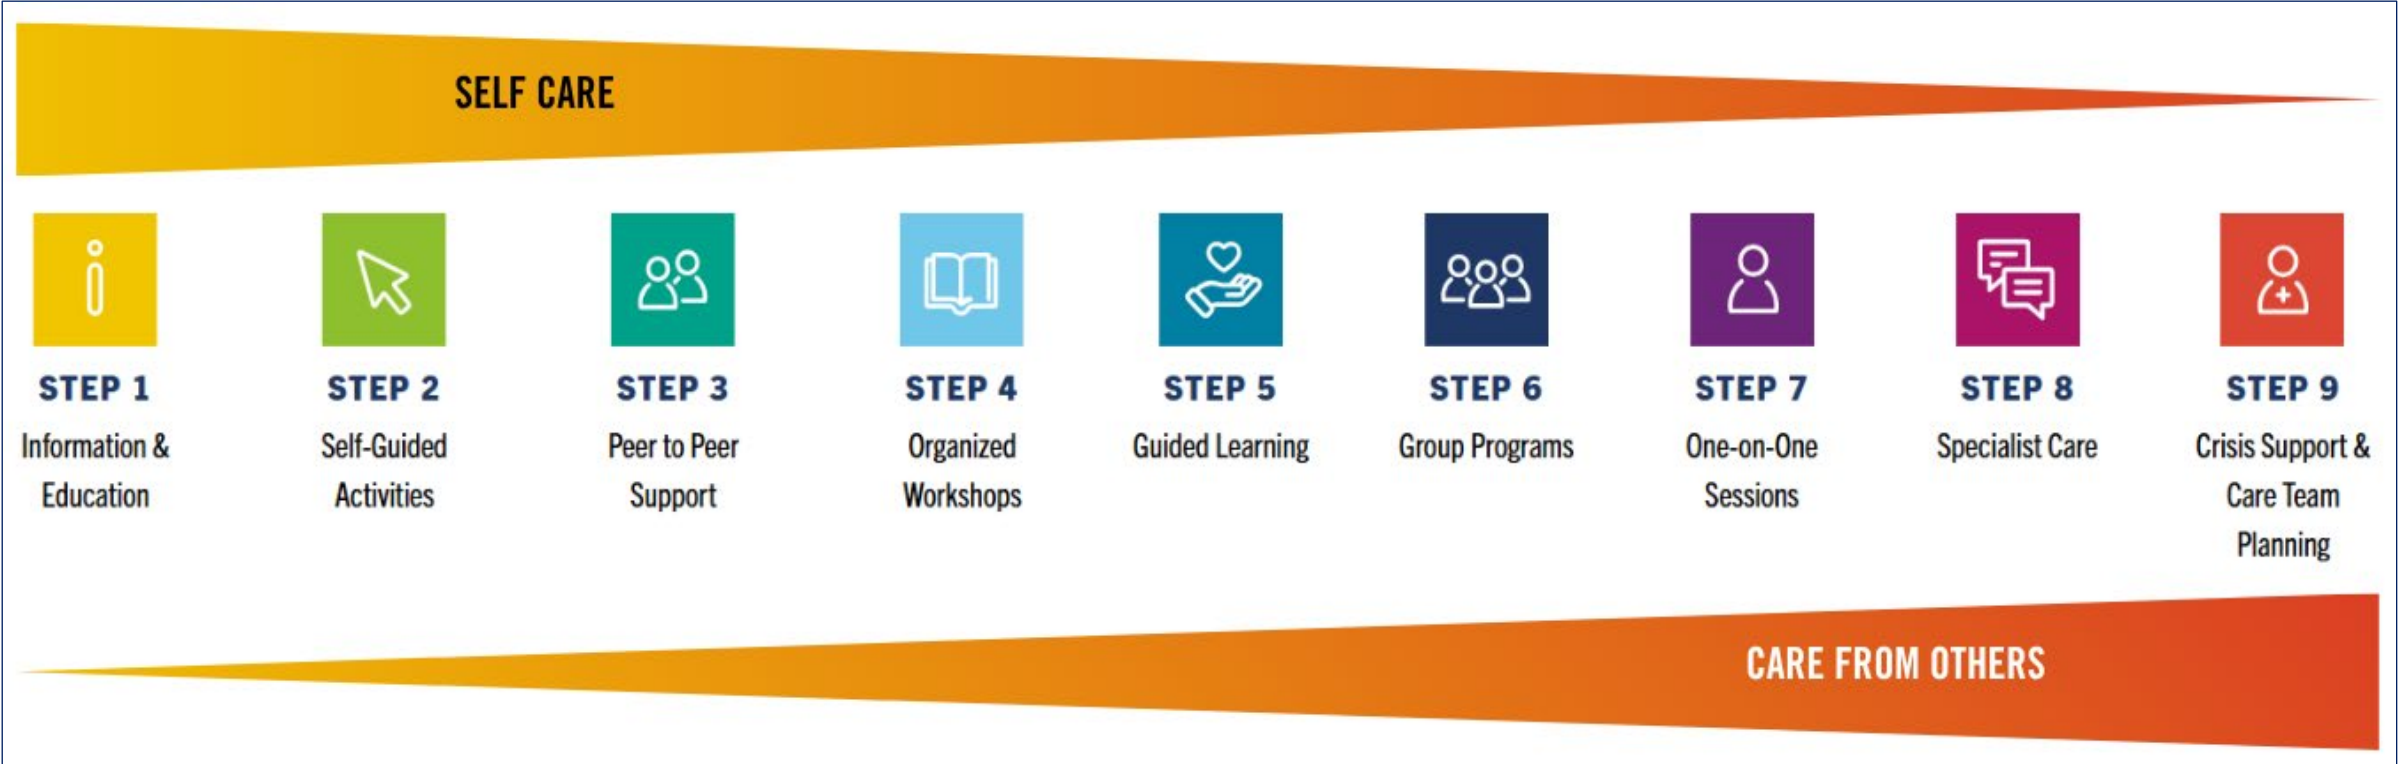 SELF CARE
STEP 1
Information &
Education
STEP 2
Self-Guided
Activities
STEP 3
Peer to Peer
Support
STEP 4
Organized
Workshops
STEP 5
Guided Learning
STEP 6
Group Programs
STEP 7
One-on-One
Sessions
STEP 8
Specialist Care
STEP 9
Crisis Support &
Care Team
Planning
CARE FROM OTHERS